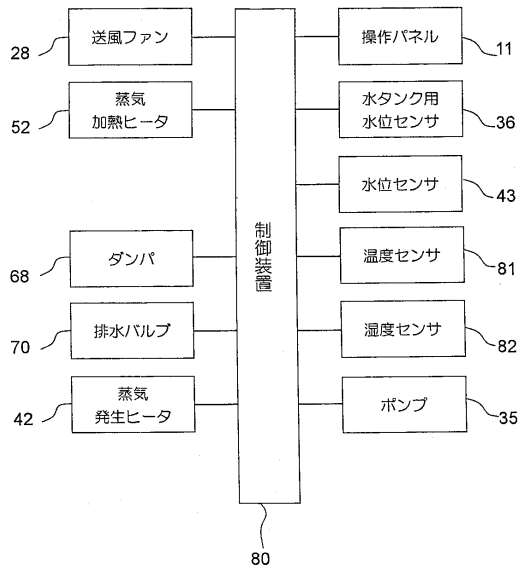 送風ファン
28
蒸気
加熱ヒータ
52
ダンパ
68
排水バルブ
70
蒸気
発生ヒータ
42
制御装置
80
操作パネル
11
水タンク用
水位センサ
36
水位センサ
43
温度センサ
81
湿度センサ
82
ポンプ
35